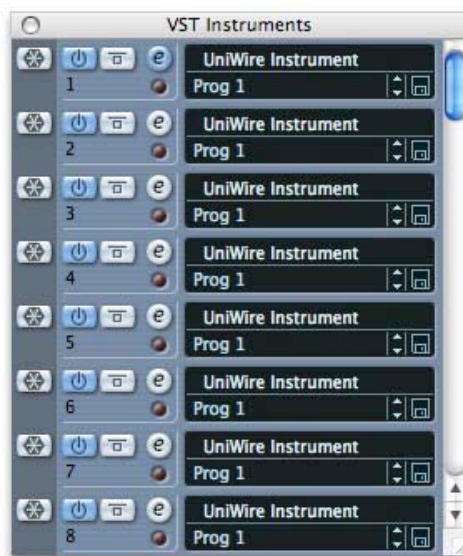 VST Instruments
e UniWire Instrument
1 Prog 1
e UniWire Instrument
2 Prog 1
e UniWire Instrument
3 Prog 1
e UniWire Instrument
4 Prog 1
e UniWire Instrument
5 Prog 1
e UniWire Instrument
6 Prog 1
e UniWire Instrument
7 Prog 1
e UniWire Instrument
8 Prog 1